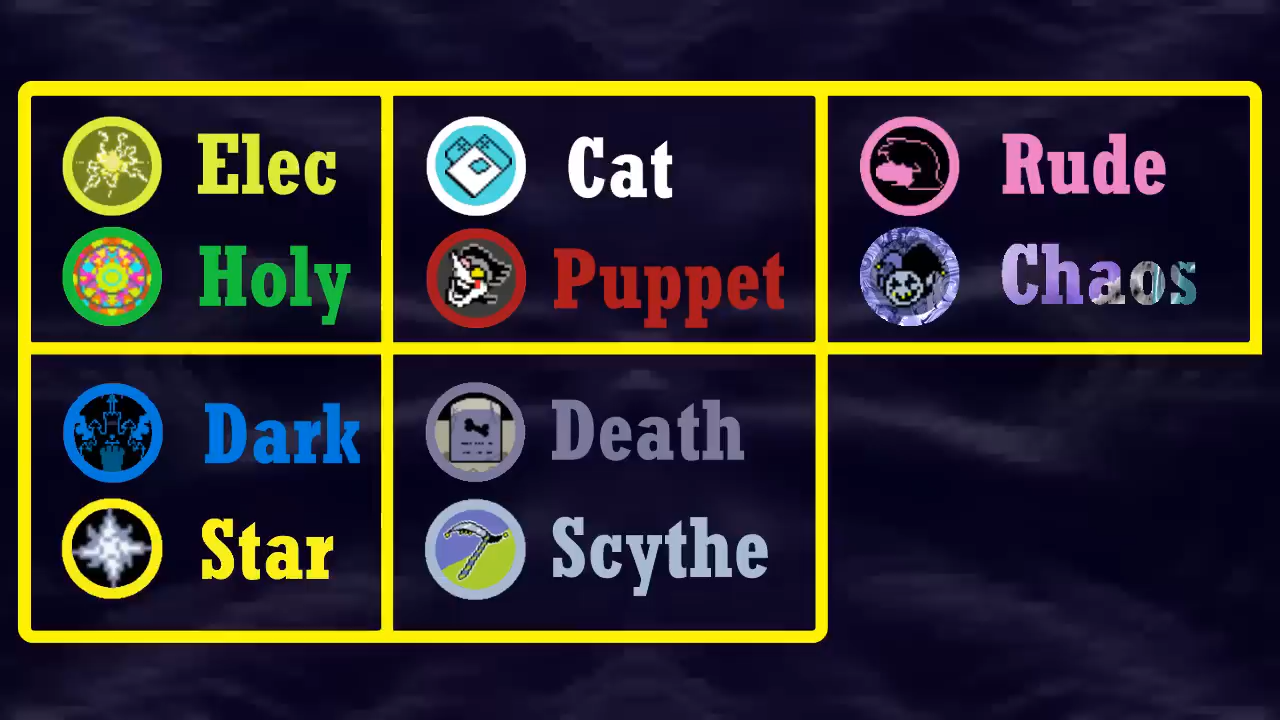 Elec
Holy
Cat
Puppet
Rude
Chaos
Dark
Star
Death
Scythe